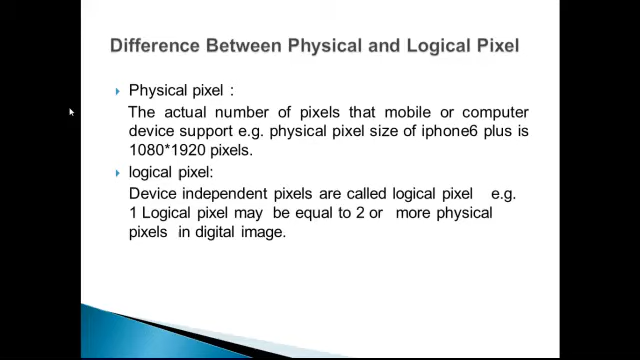 Difference Between Physical and Logical Pixel
Physical pixel :
The actual number of pixels that mobile or computer
device support e.g. physical pixel size of iphone6 plus is
1080*1920 pixels.
logical pixel:
Device independent pixels are called logical pixel e.g.
1 Logical pixel may be equal to 2 or more physical
pixels in digital image.